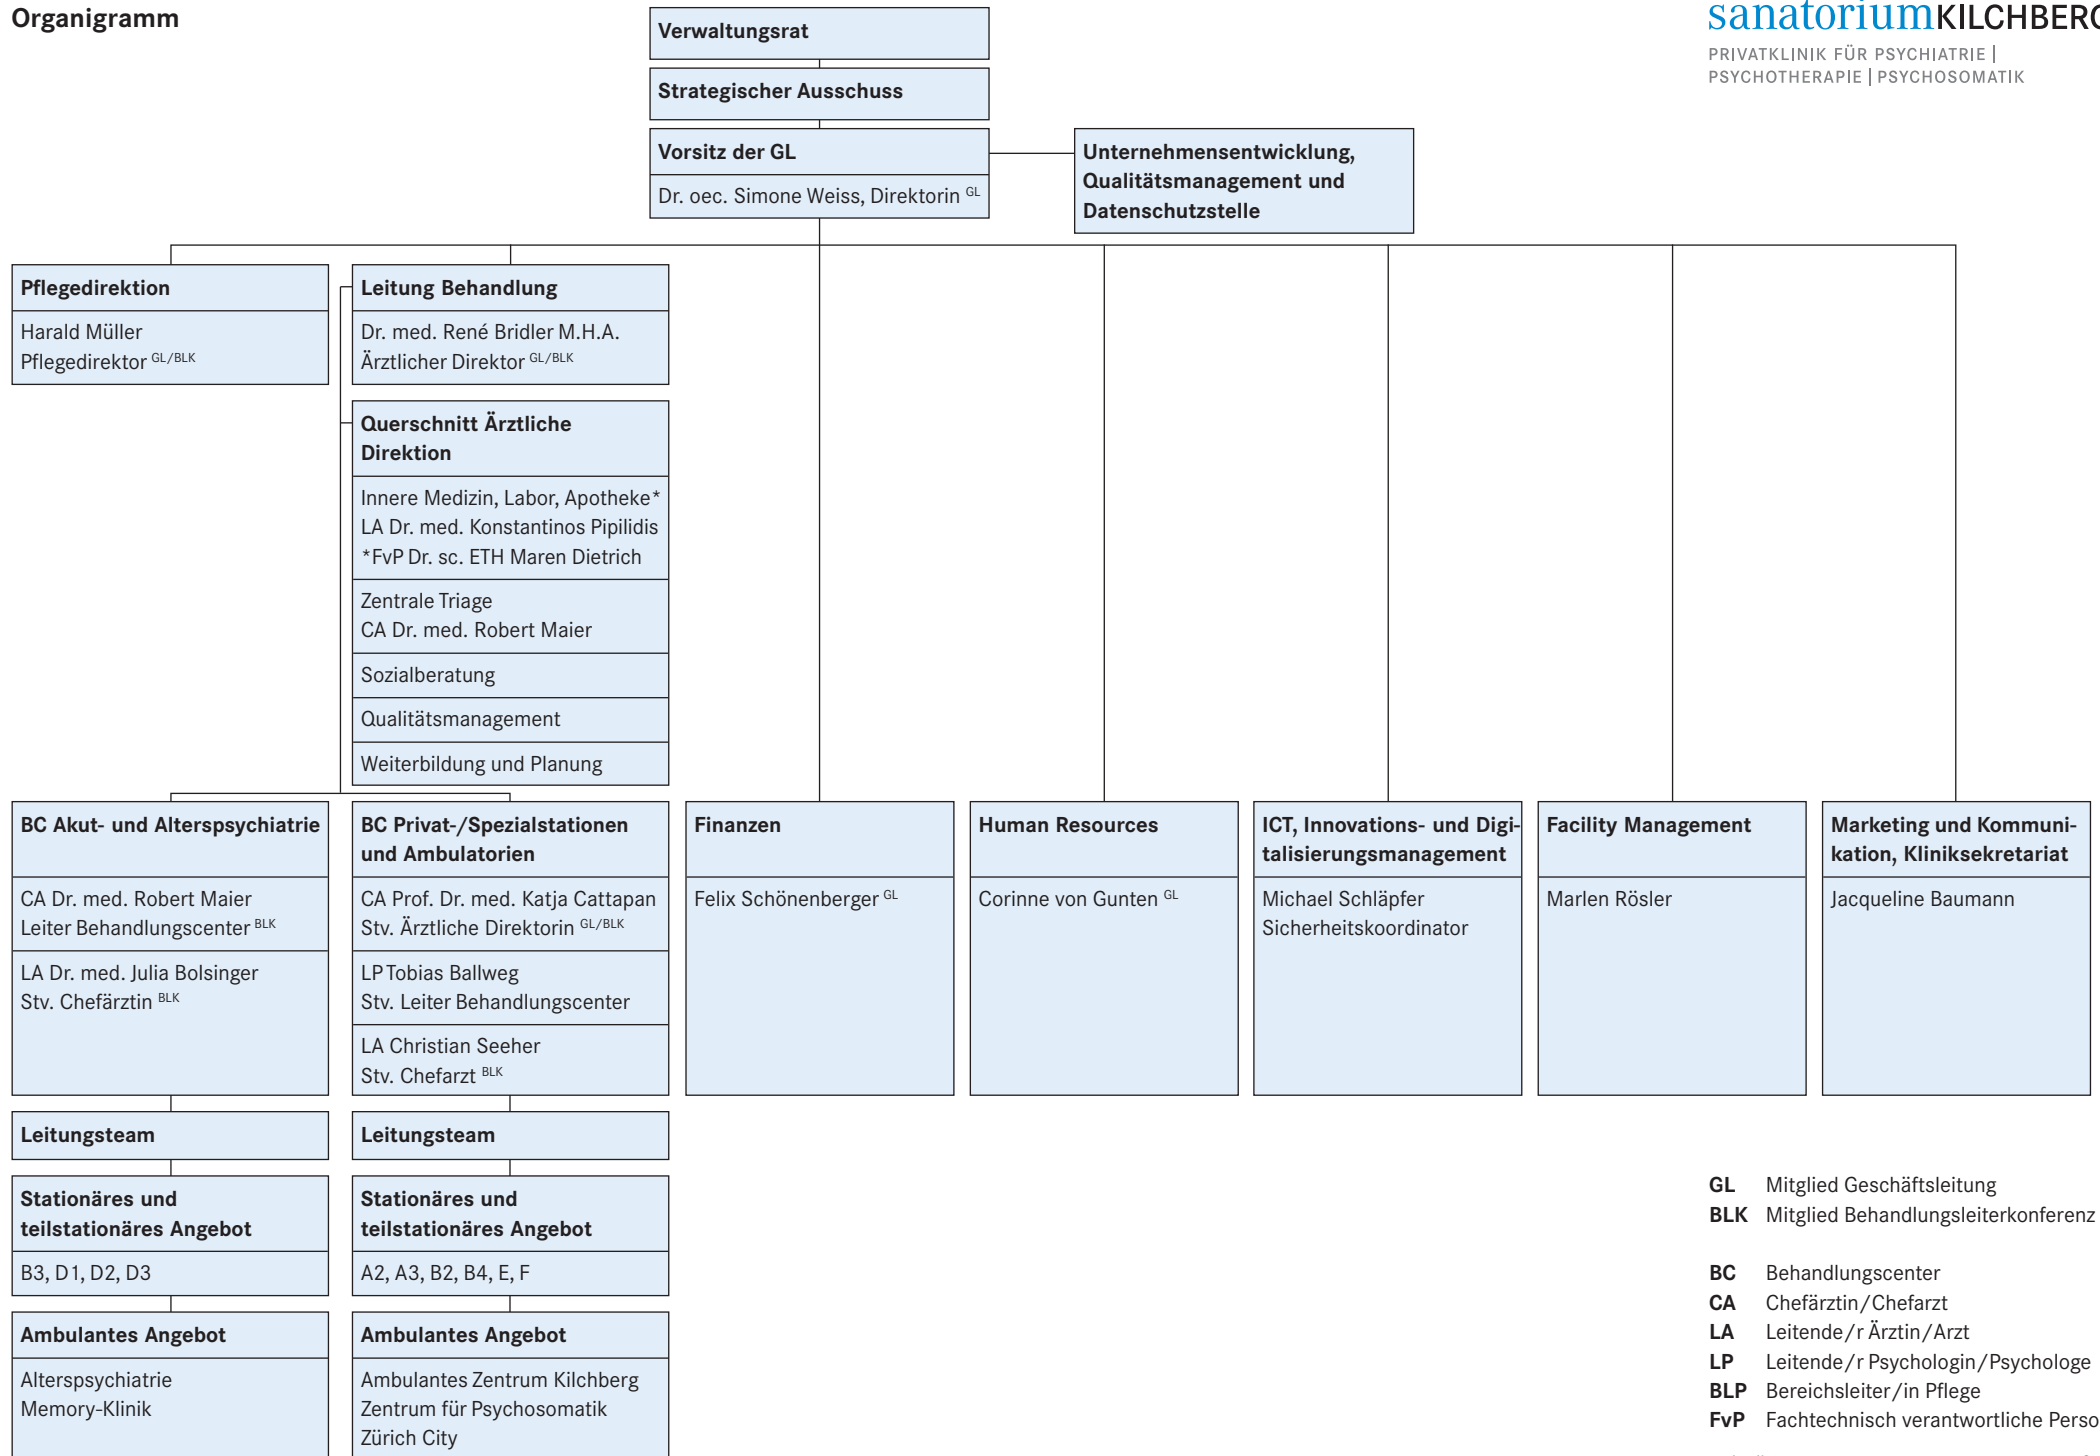 Organigramm
sanatoriumKILCHBERG
PRIVATKLINIK FÜR PSYCHIATRIE |
PSYCHOTHERAPIE | PSYCHOSOMATIK
Verwaltungsrat
Strategischer Ausschuss
Vorsitz der GL
Dr. oec. Simone Weiss, Direktorin GL
Unternehmensentwicklung,
Qualitätsmanagement und
Datenschutzstelle
Pflegedirektion
Harald Müller
Pflegedirektor GL/BLK
Leitung Behandlung
Dr. med. René Bridler M.H.A.
Ärztlicher Direktor GL/BLK
Querschnitt Ärztliche
Direktion
Innere Medizin, Labor, Apotheke*
LA Dr. med. Konstantinos Pipilidis
*FvP Dr. sc. ETH Maren Dietrich
Zentrale Triage
CA Dr. med. Robert Maier
Sozialberatung
Qualitätsmanagement
Weiterbildung und Planung
BC Akut- und Alterspsychiatrie
CA Dr. med. Robert Maier
Leiter Behandlungscenter BLK
LA Dr. med. Julia Bolsinger
Stv. Chefärztin BLK
Leitungsteam
Stationäres und
teilstationäres Angebot
B3, D1, D2, D3
Ambulantes Angebot
Alterspsychiatrie
Memory-Klinik
BC Privat-/Spezialstationen
und Ambulatorien
CA Prof. Dr. med. Katja Cattapan
Stv. Ärztliche Direktorin GL/BLK
LP Tobias Ballweg
Stv. Leiter Behandlungscenter
LA Christian Seeher
Stv. Chefarzt BLK
Leitungsteam
Stationäres und
teilstationäres Angebot
A2, A3, B2, B4, E, F
Ambulantes Angebot
Ambulantes Zentrum Kilchberg
Zentrum für Psychosomatik
Zürich City
Finanzen
Felix Schönenberger GL
Human Resources
Corinne von Gunten GL
ICT, Innovations- und Digi-
talisierungsmanagement
Michael Schläpfer
Sicherheitskoordinator
Facility Management
Marlen Rösler
Marketing und Kommuni-
kation, Kliniksekretariat
Jacqueline Baumann
GL Mitglied Geschäftsleitung
BLK Mitglied Behandlungsleiterkonferenz
BC Behandlungscenter
CA Chefärztin/Chefarzt
LA Leitende/r Ärztin/Arzt
LP Leitende/r Psychologin/Psychologe
BLP Bereichsleiter/in Pflege
FvP Fachtechnisch verantwortliche Perso